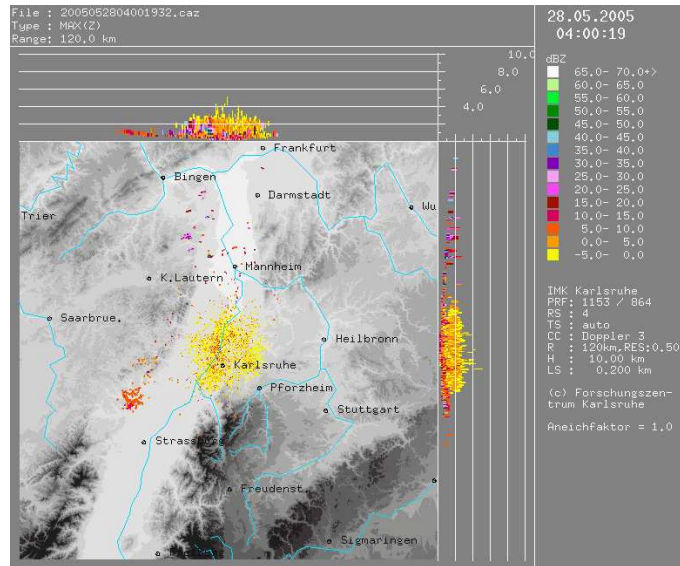 File : 2005052804001932.caz
Type : MAX(Z)
Range: 120.0 km
28.05.2005
04:00:19
10.0
8.0
6.0
4.0
dBZ
65.0- 70.0+>
60.0- 65.0
55.0- 60.0
50.0- 55.0
45.0- 50.0
40.0- 45.0
35.0- 40.0
30.0- 35.0
25.0- 30.0
20.0- 25.0
15.0- 20.0
10.0- 15.0
5.0- 10.0
0.0- 5.0
-5.0- 0.0
Frankfurt
Bingen
Darmstadt
Trier
Wu
Mannheim
K.Lautern
Saarbrue.
Heilbronn
Karlsruhe
Pforzheim
Stuttgart
Strassburg
Freudenst.
Sigmaringen
IMK Karlsruhe
PRF: 1153 / 864
RS : 4
TS : auto
CC : Doppler 3
R : 120km,RES:0.50
H : 10.00 km
LS : 0.200 km
(c) Forschungszen-
trum Karlsruhe
Aneichfaktor = 1.0